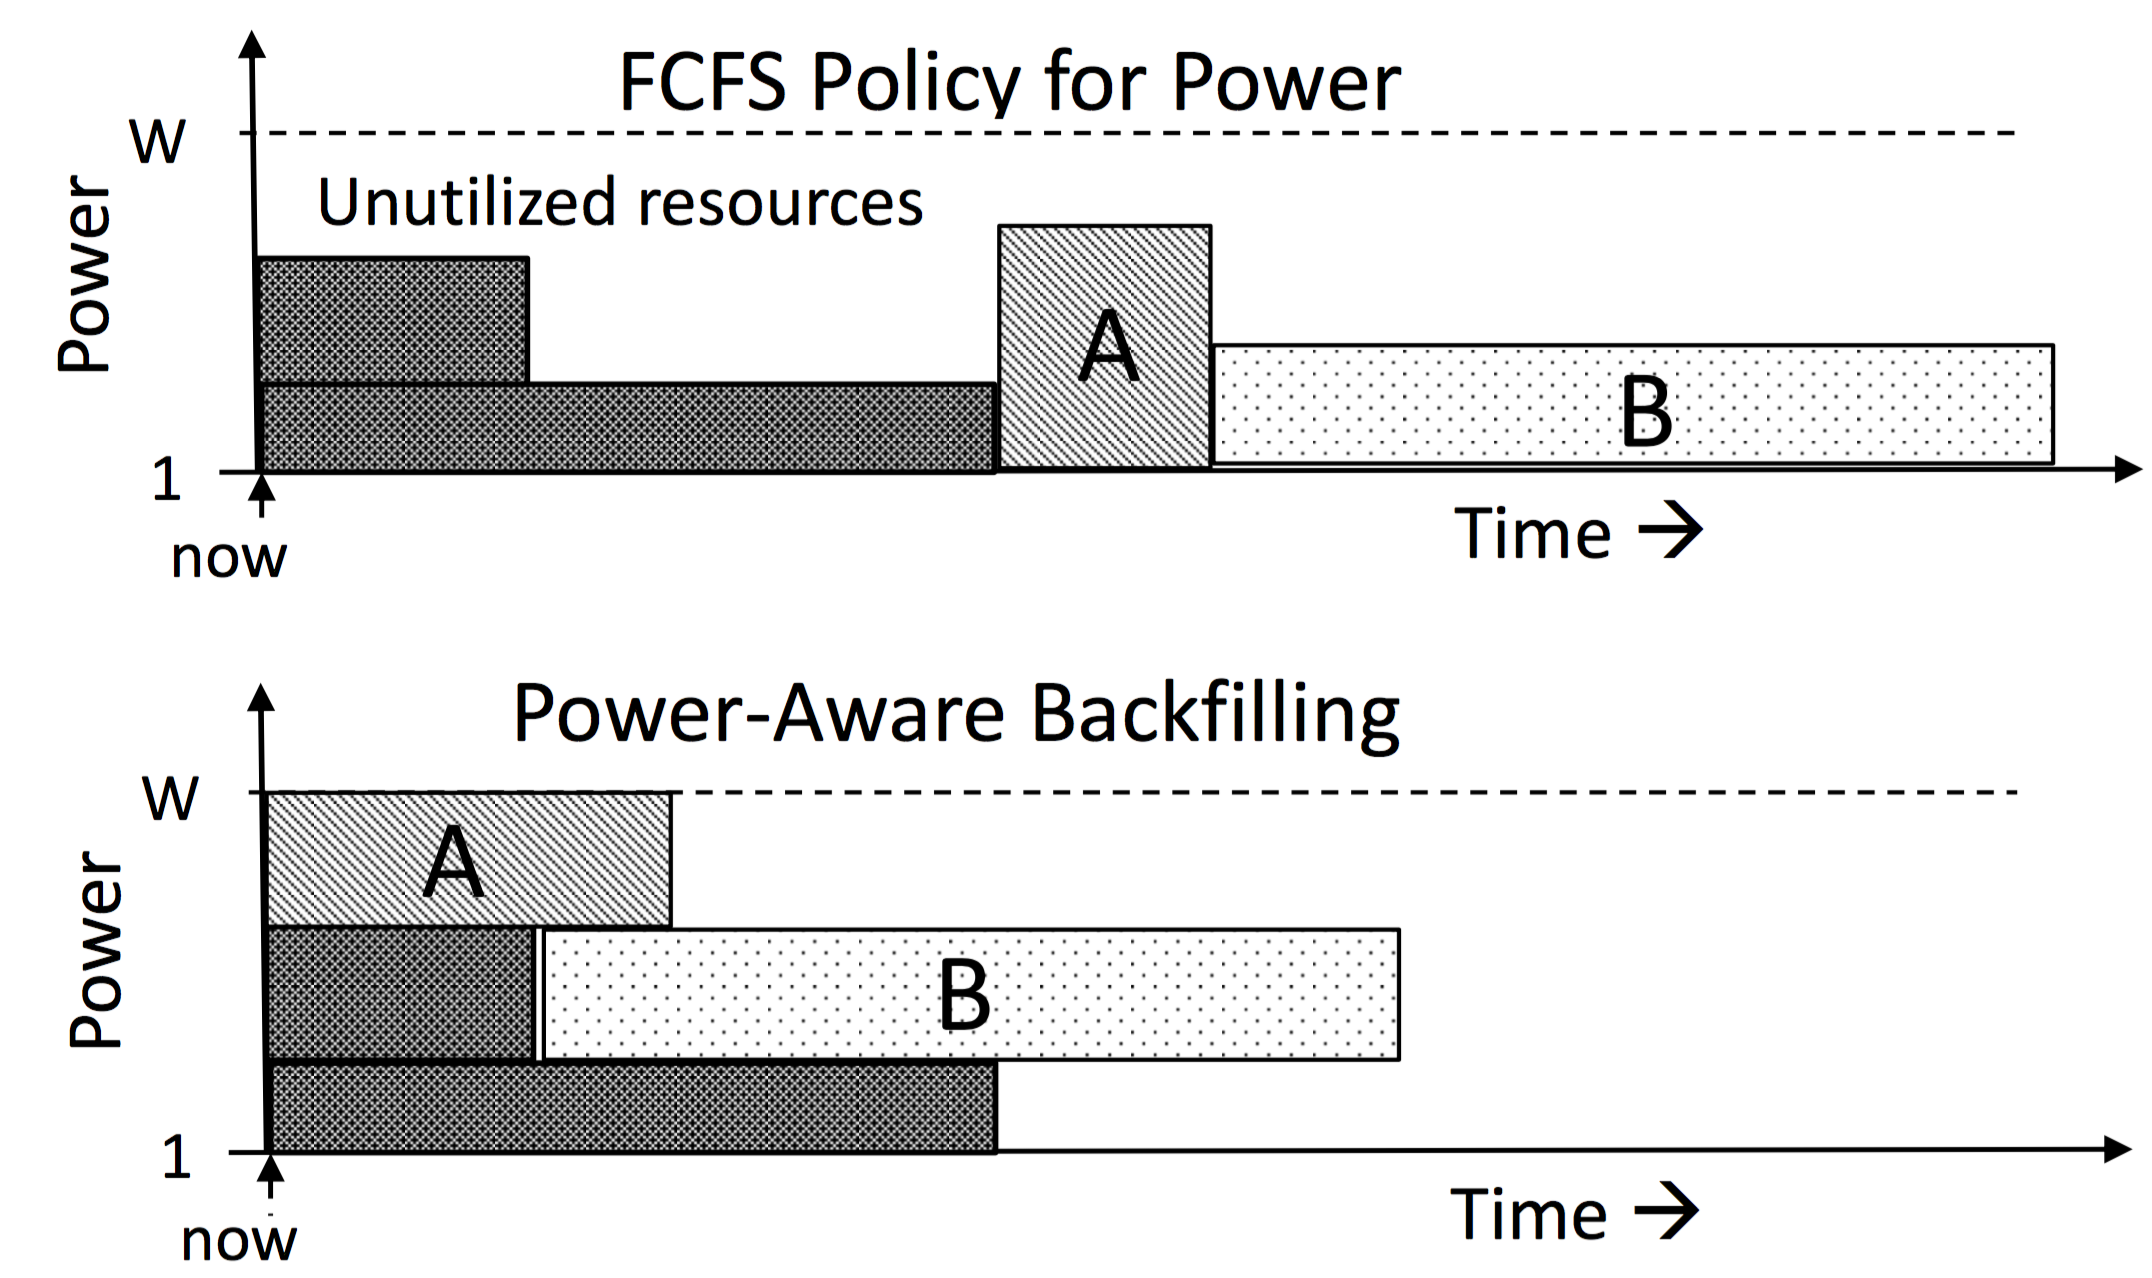 FCFS Policy for Power
W
Unutilized resources
Power
A
B
1
now
Time →
Power-Aware Backfilling
W
A
Power
B
1
now
Time →